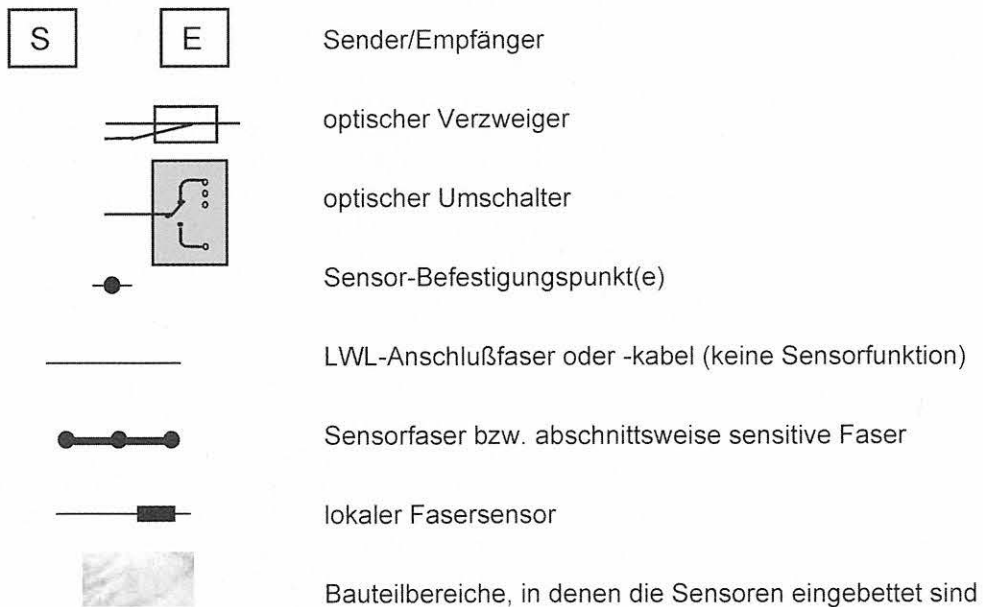 S E Sender/Empfänger
optischer Verzweiger
optischer Umschalter
Sensor-Befestigungspunkt(e)
LWL-Anschlußfaser oder -kabel (keine Sensorfunktion)
Sensorfaser bzw. abschnittsweise sensitive Faser
lokaler Fasersensor
Bauteilbereiche, in denen die Sensoren eingebettet sind